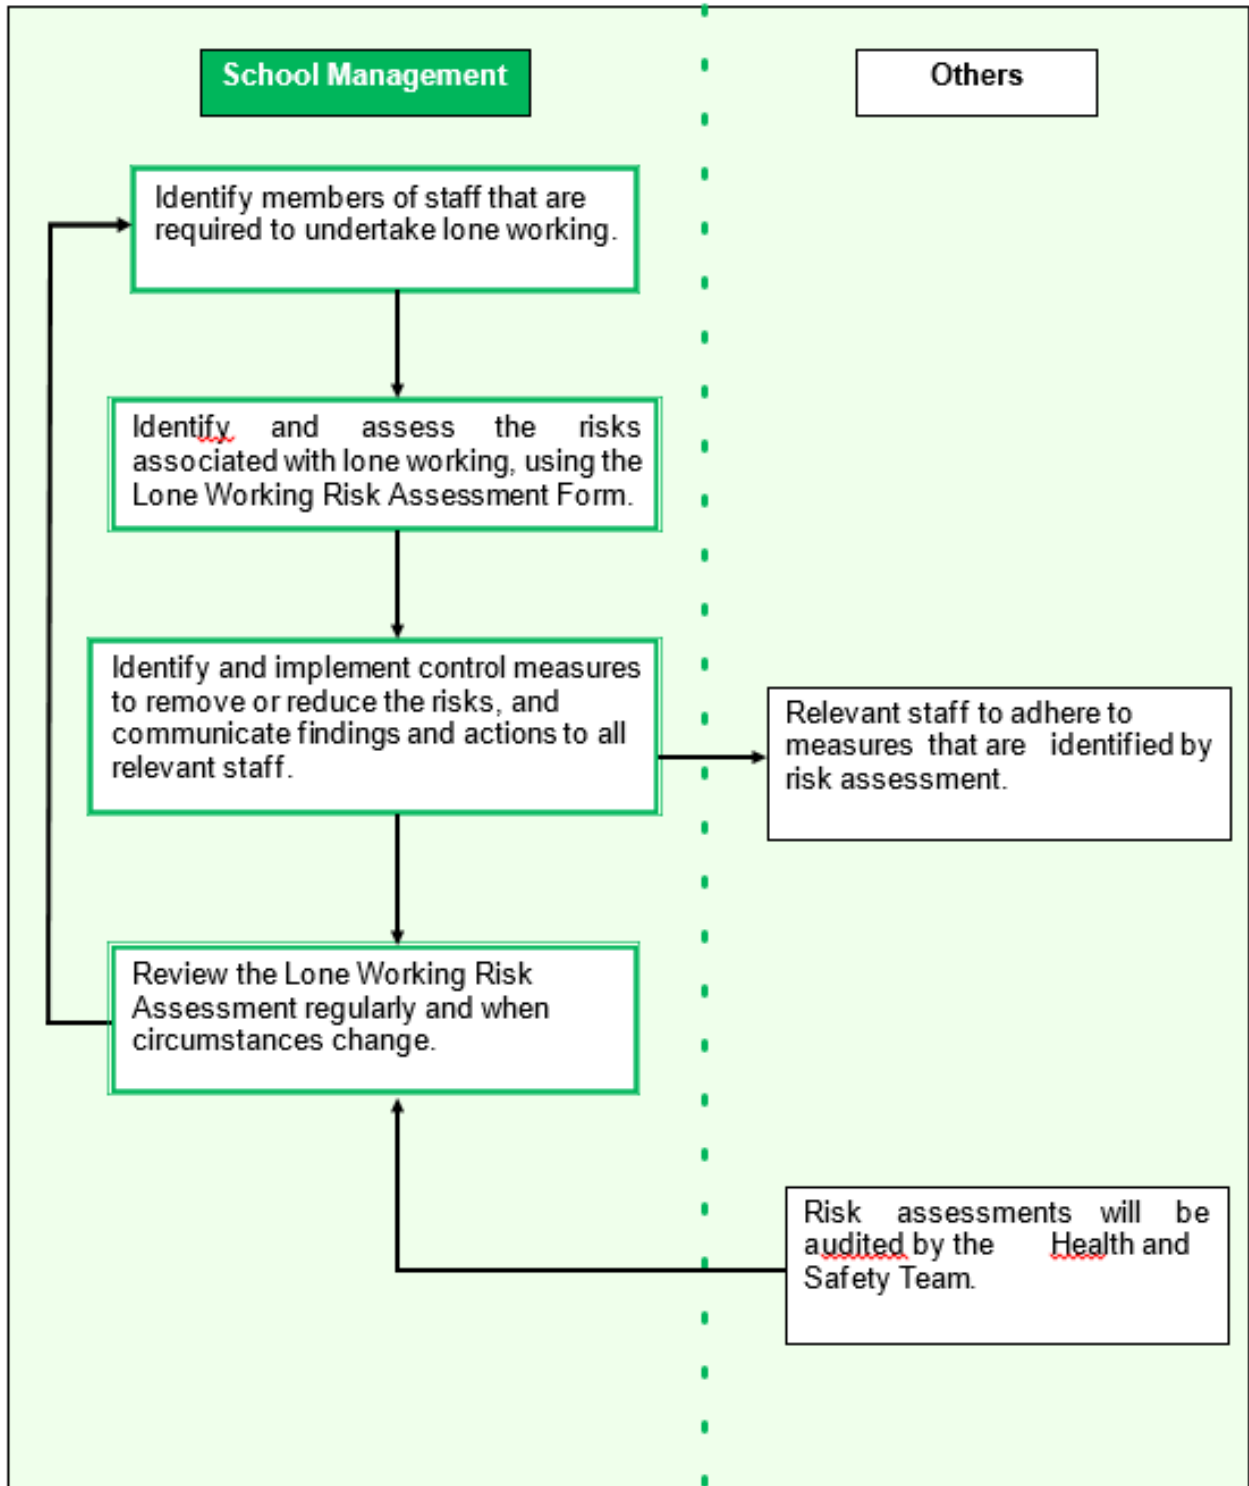 School Management
Others
Identify members of staff that are
required to undertake lone working.
Identify and assess the risks
associated with lone working, using the
Lone Working Risk Assessment Form.
Identify and implement control measures
to remove or reduce the risks, and
communicate findings and actions to all
relevant staff.
Relevant staff to adhere to
measures that are identified by
risk assessment.
Review the Lone Working Risk
Assessment regularly and when
circumstances change.
Risk assessments will be
audited by the Health and
Safety Team.